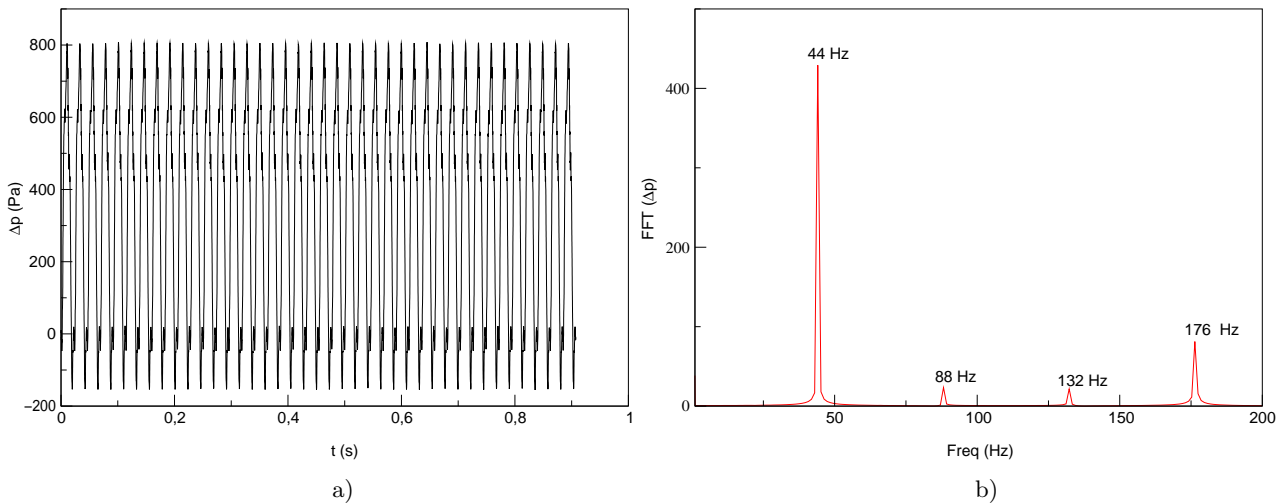 800
600
400
200
0
−200
0
0,2
0,4
0,6
0,8
1
Δp (Pa)
t (s)
a)
44 Hz
88 Hz
132 Hz
176 Hz
400
200
0
50
100
150
200
FFT (Δp)
Freq (Hz)
b)